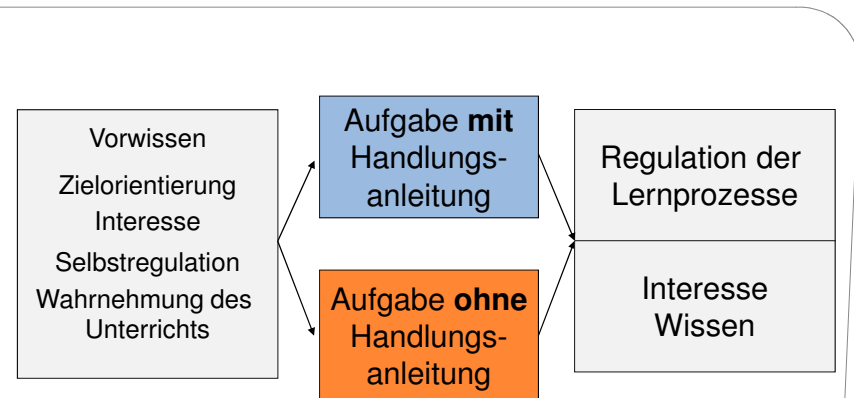 Vorwissen
Zielorientierung
Interesse
Selbstregulation
Wahrnehmung des
Unterrichts
Aufgabe mit
Handlungs-
anleitung
Aufgabe ohne
Handlungs-
anleitung
Regulation der
Lernprozesse
Interesse
Wissen